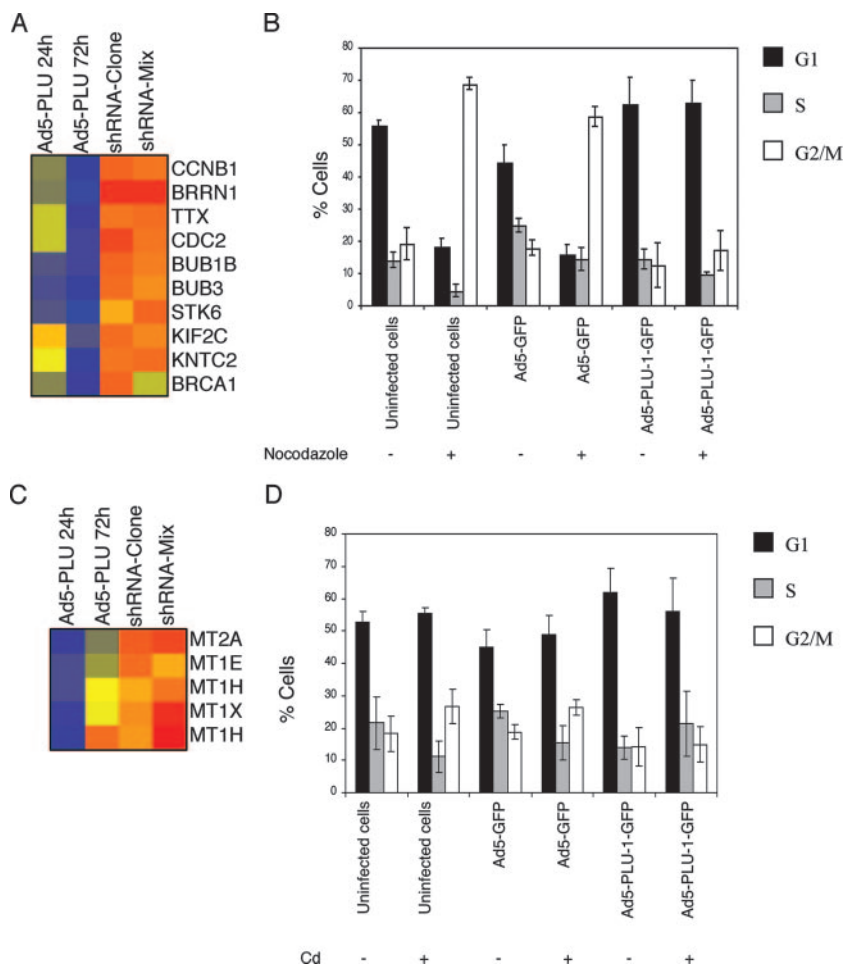 A
Ad5-PLU 24h
Ad5-PLU 72h
shRNA-Clone
shRNA-Mix
CCNB1
BRRN1
TTX
CDC2
BUB1B
BUB3
STK6
KIF2C
KNTC2
BRCA1
B
% Cells
80
70
60
50
40
30
20
10
0
G1
S
G2/M
Uninfected cells
Uninfected cells
Ad5-GFP
Ad5-GFP
Ad5-PLU-1-GFP
Ad5-PLU-1-GFP
Nocodazole - + - + - +
C
Ad5-PLU 24h
Ad5-PLU 72h
shRNA-Clone
shRNA-Mix
MT2A
MT1E
MT1H
MT1X
MT1H
D
% Cells
80
70
60
50
40
30
20
10
0
G1
S
G2/M
Uninfected cells
Uninfected cells
Ad5-GFP
Ad5-GFP
Ad5-PLU-1-GFP
Ad5-PLU-1-GFP
Cd - + - + - +